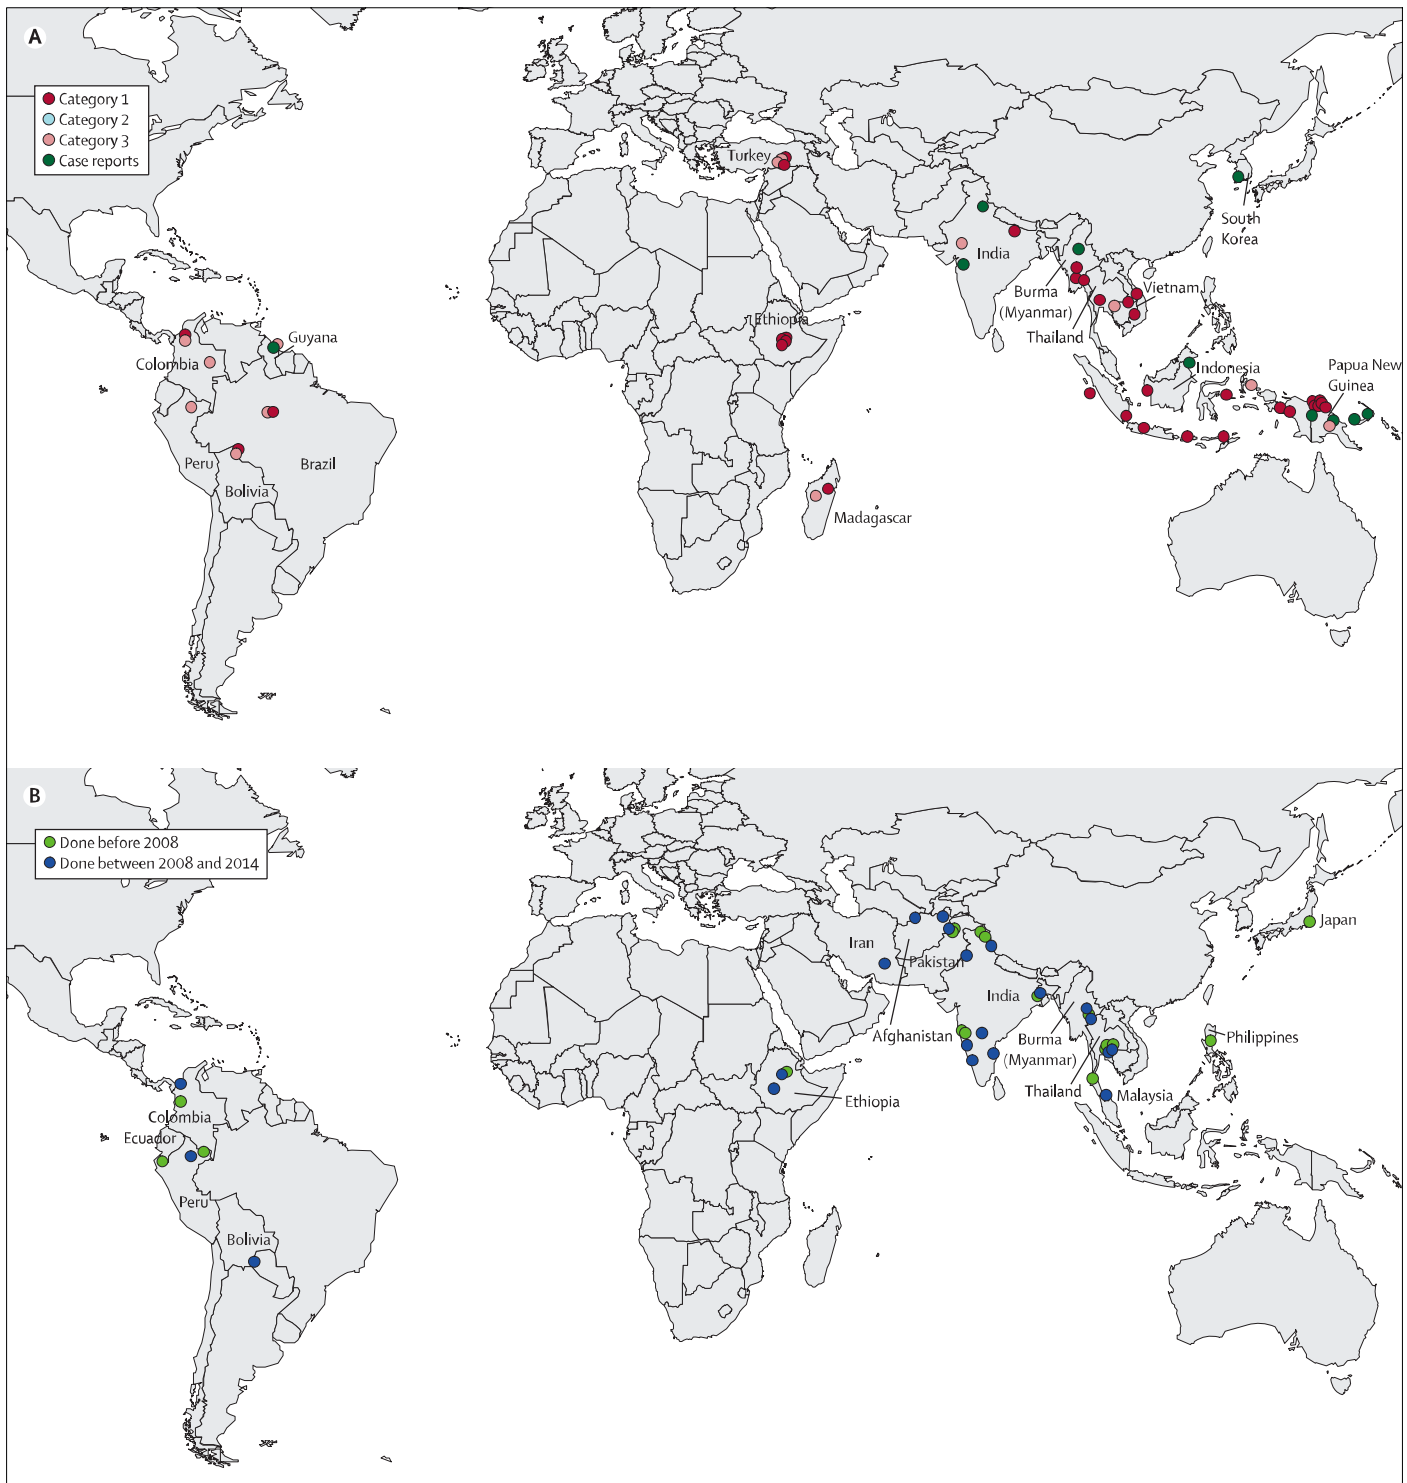 A
Category 1
Category 2
Category 3
Case reports
Turkey
South
Korea
India
Burma
(Myanmar)
Vietnam
Thailand
Ethiopia
Guyana
Colombia
Indonesia
Papua New
Guinea
Peru
Brazil
Bolivia
Madagascar
B
Done before 2008
Done between 2008 and 2014
Japan
Iran
Pakistan
India
Afghanistan
Burma
(Myanmar)
Philippines
Thailand
Malaysia
Ethiopia
Colombia
Ecuador
Peru
Bolivia